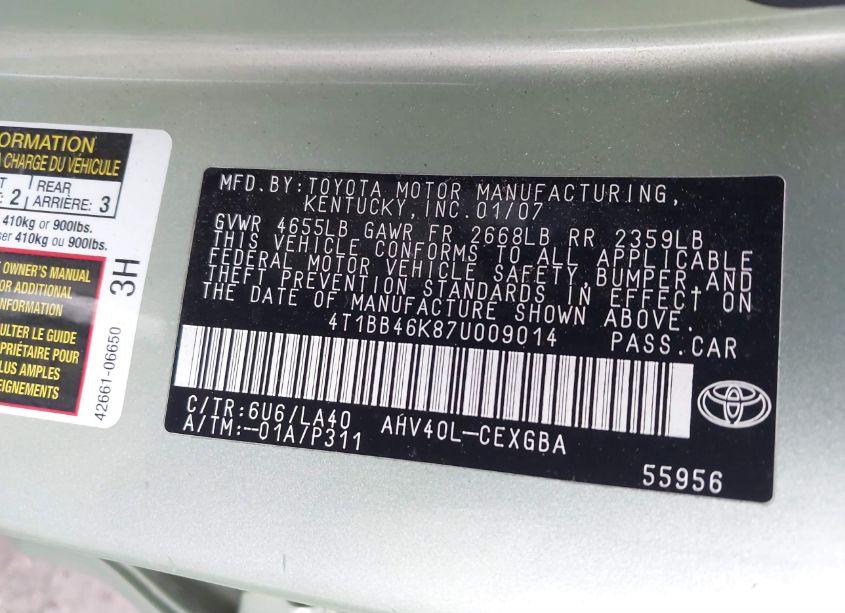 ORMATION
A CHARGE DU VÉHICULE
T
: 2
REAR
ARRIÈRE: 3
410kg or 900lbs.
ser 410kg ou 900lbs.
OWNER'S MANUAL
OR ADDITIONAL
INFORMATION
ULTER LE GUIDE
PRIÉTAIRE POUR
PLUS AMPLES
EIGNEMENTS
3H
42661-06650
MFD.BY:TOYOTA MOTOR MANUFACTURING,
KENTUCKY,INC.01/07
GVWR 4655LB GAWR FR 2668LB RR 2359LB
THIS VEHICLE CONFORMS TO ALL APPLICABLE
FEDERAL MOTOR VEHICLE SAFETY,BUMPER,AND
THEFT PREVENTION STANDARDS IN EFFECT ON
THE DATE OF MANUFACTURE SHOWN ABOVE.
4T1BB46K87U009014 PASS.CAR
C/TR:6U6/LA40
A/TM:-01A/P311 AHV40L-CEXGBA
55956